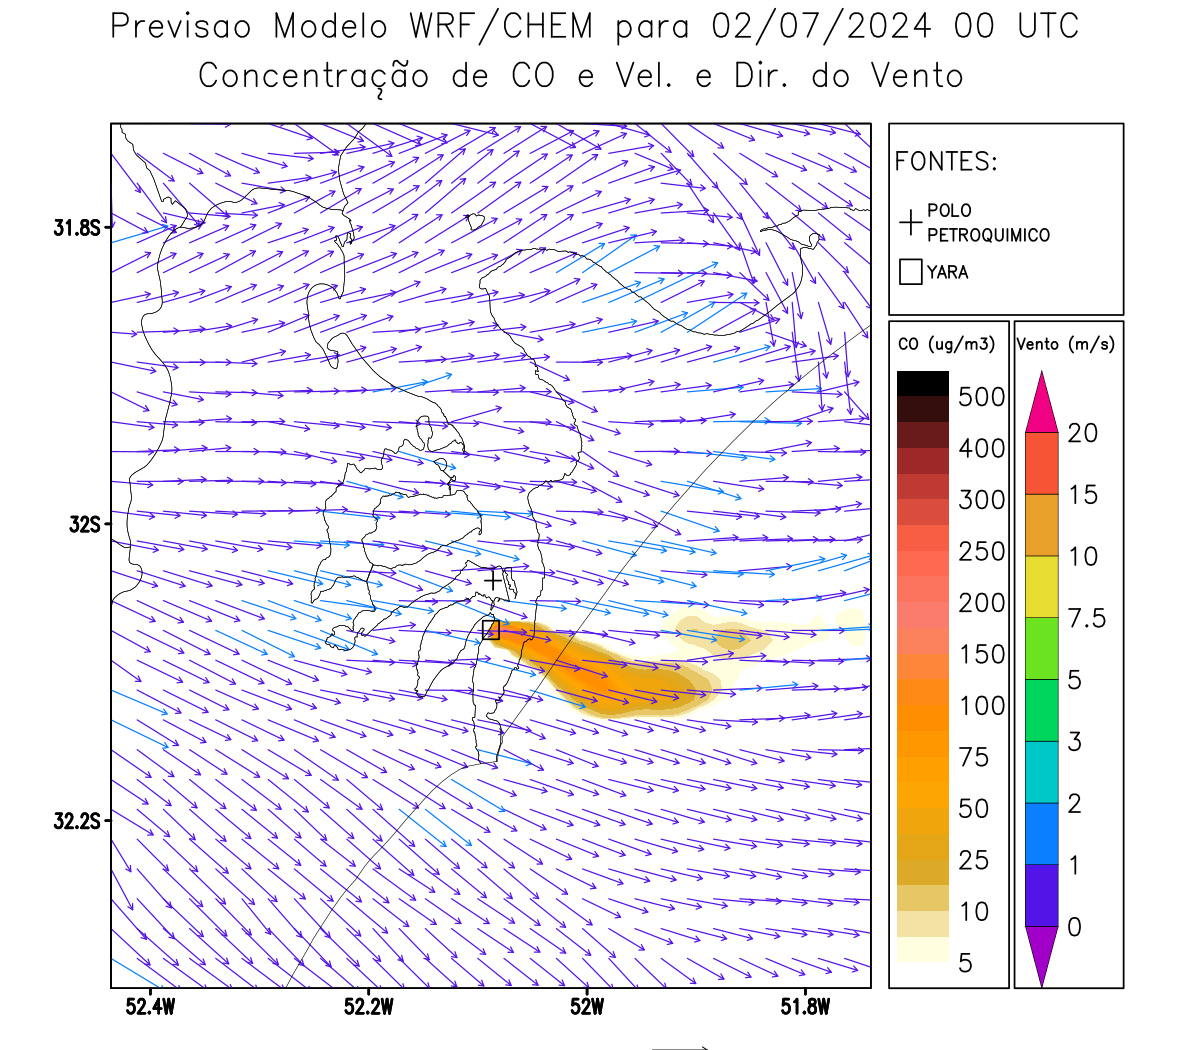 Previsao Modelo WRF/CHEM para 02/07/2024 00 UTC
Concentração de CO e Vel. e Dir. do Vento
FONTES:
POLO
PETROQUIMICO
YARA
CO (ug/m3)
500
400
300
250
200
150
100
75
50
25
10
5
Vento (m/s)
20
15
10
7.5
5
3
2
1
0
31.8S
32S
32.2S
52.4W
52.2W
52W
51.8W